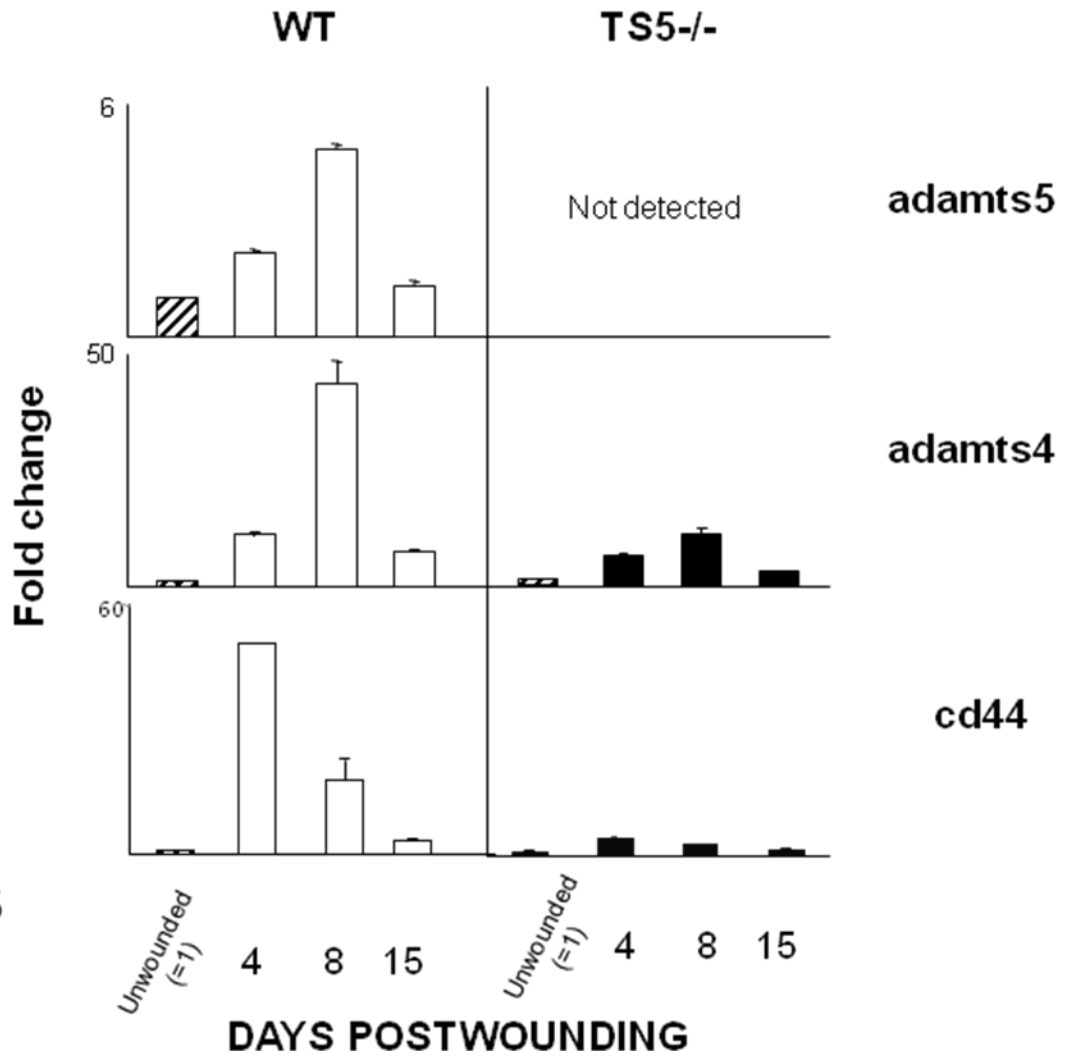 WT TS5-/-
6
Not detected
adamts5
50
adamts4
Fold change
60
cd44
Unwounded (=1) 4 8 15 Unwounded (=1) 4 8 15
DAYS POSTWOUNDING